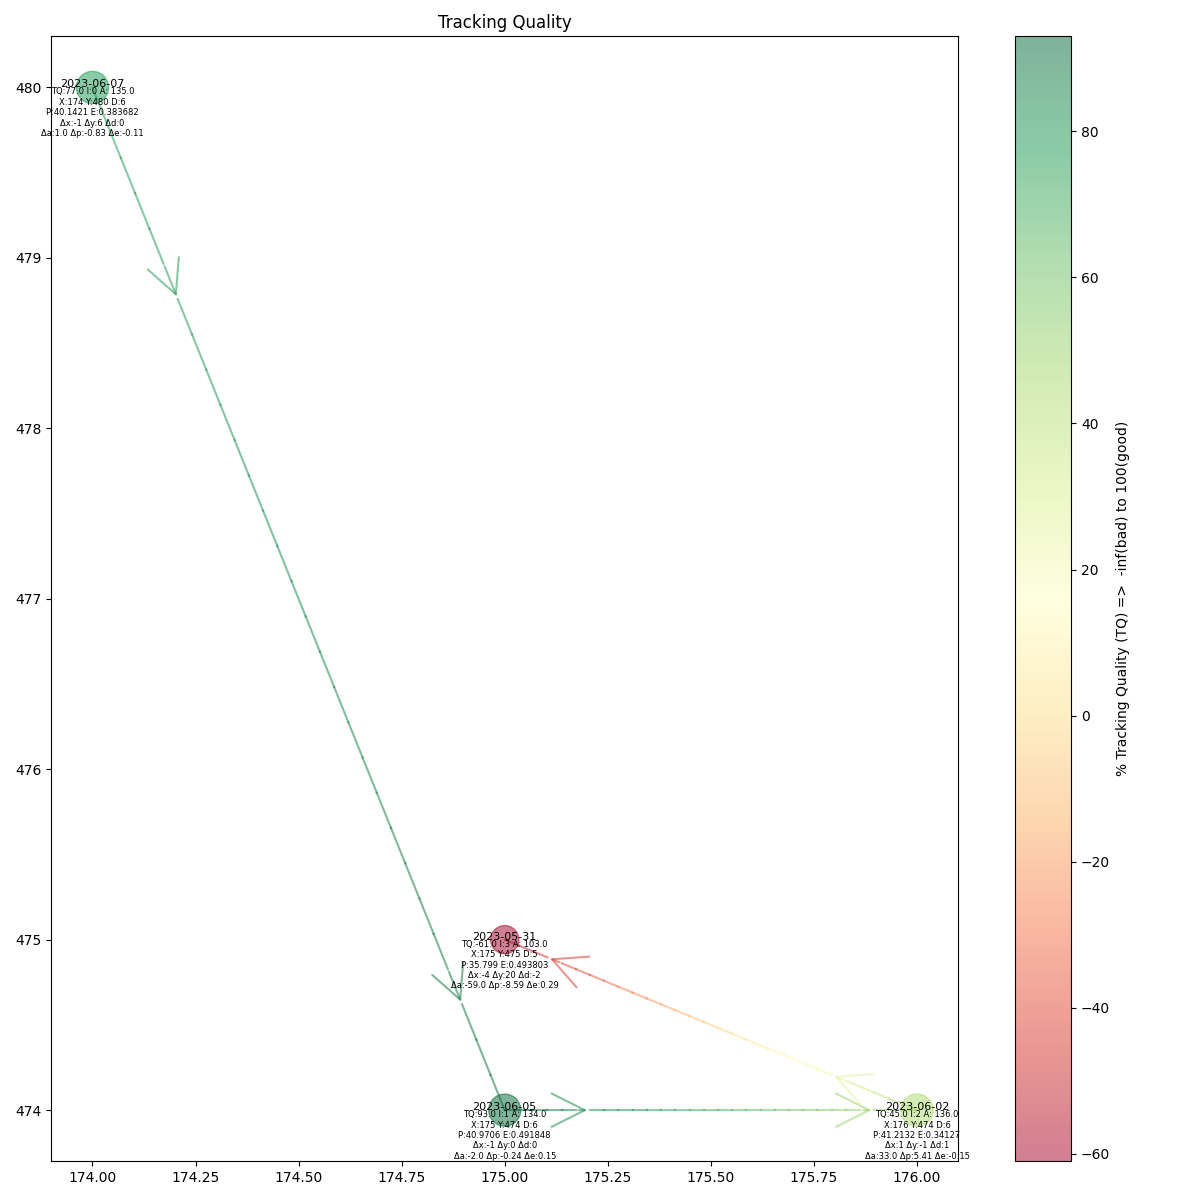 Tracking Quality
2023-06-07
TQ:77.0 I:0 A: 135.0
X:174 Y:480 D:6
P:40.1421 E:0.383682
Δx:-1 Δy:6 Δd:0
Δa:1.0 Δp:-0.83 Δe:-0.11
2023-05-31
TQ:-61.0 I:3 A: 103.0
X:175 Y:475 D:5
P:35.799 E:0.493803
Δx:-4 Δy:20 Δd:-2
Δa:-59.0 Δp:-8.59 Δe:0.29
2023-06-05
TQ:93.0 I:1 A: 134.0
X:175 Y:474 D:6
P:40.9706 E:0.491848
Δx:-1 Δy:0 Δd:0
Δa:-2.0 Δp:-0.24 Δe:0.15
2023-06-02
TQ:45.0 I:2 A: 136.0
X:176 Y:474 D:6
P:41.2132 E:0.34127
Δx:1 Δy:-1 Δd:1
Δa:33.0 Δp:5.41 Δe:-0.15
480
479
478
477
476
475
474
174.00
174.25
174.50
174.75
175.00
175.25
175.50
175.75
176.00
80
60
40
20
0
−20
−40
−60
% Tracking Quality (TQ) => -inf(bad) to 100(good)